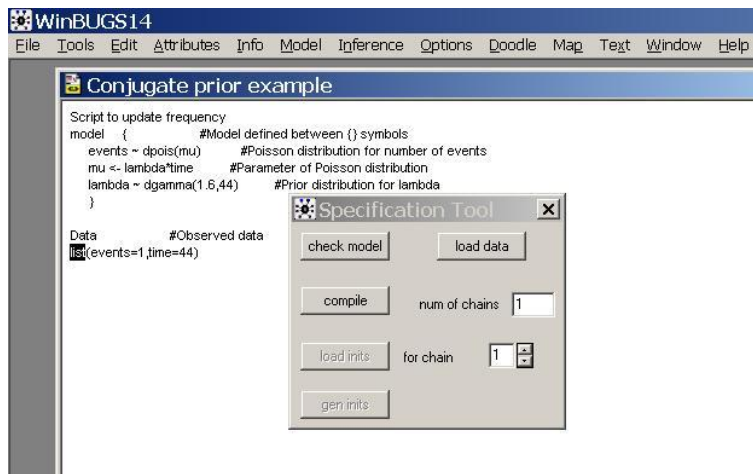 WinBUGS14
File Tools Edit Attributes Info Model Inference Options Doodle Map Text Window Help
Conjugate prior example
Script to update frequency
model { #Model defined between {} symbols
events ~ dpois(mu) #Poisson distribution for number of events
mu <- lambda*time #Parameter of Poisson distribution
lambda ~ dgamma(1.6,44) #Prior distribution for lambda
}
Data #Observed data
list(events=1,time=44)
Specification Tool
check model load data
compile num of chains 1
load inits for chain 1
gen inits